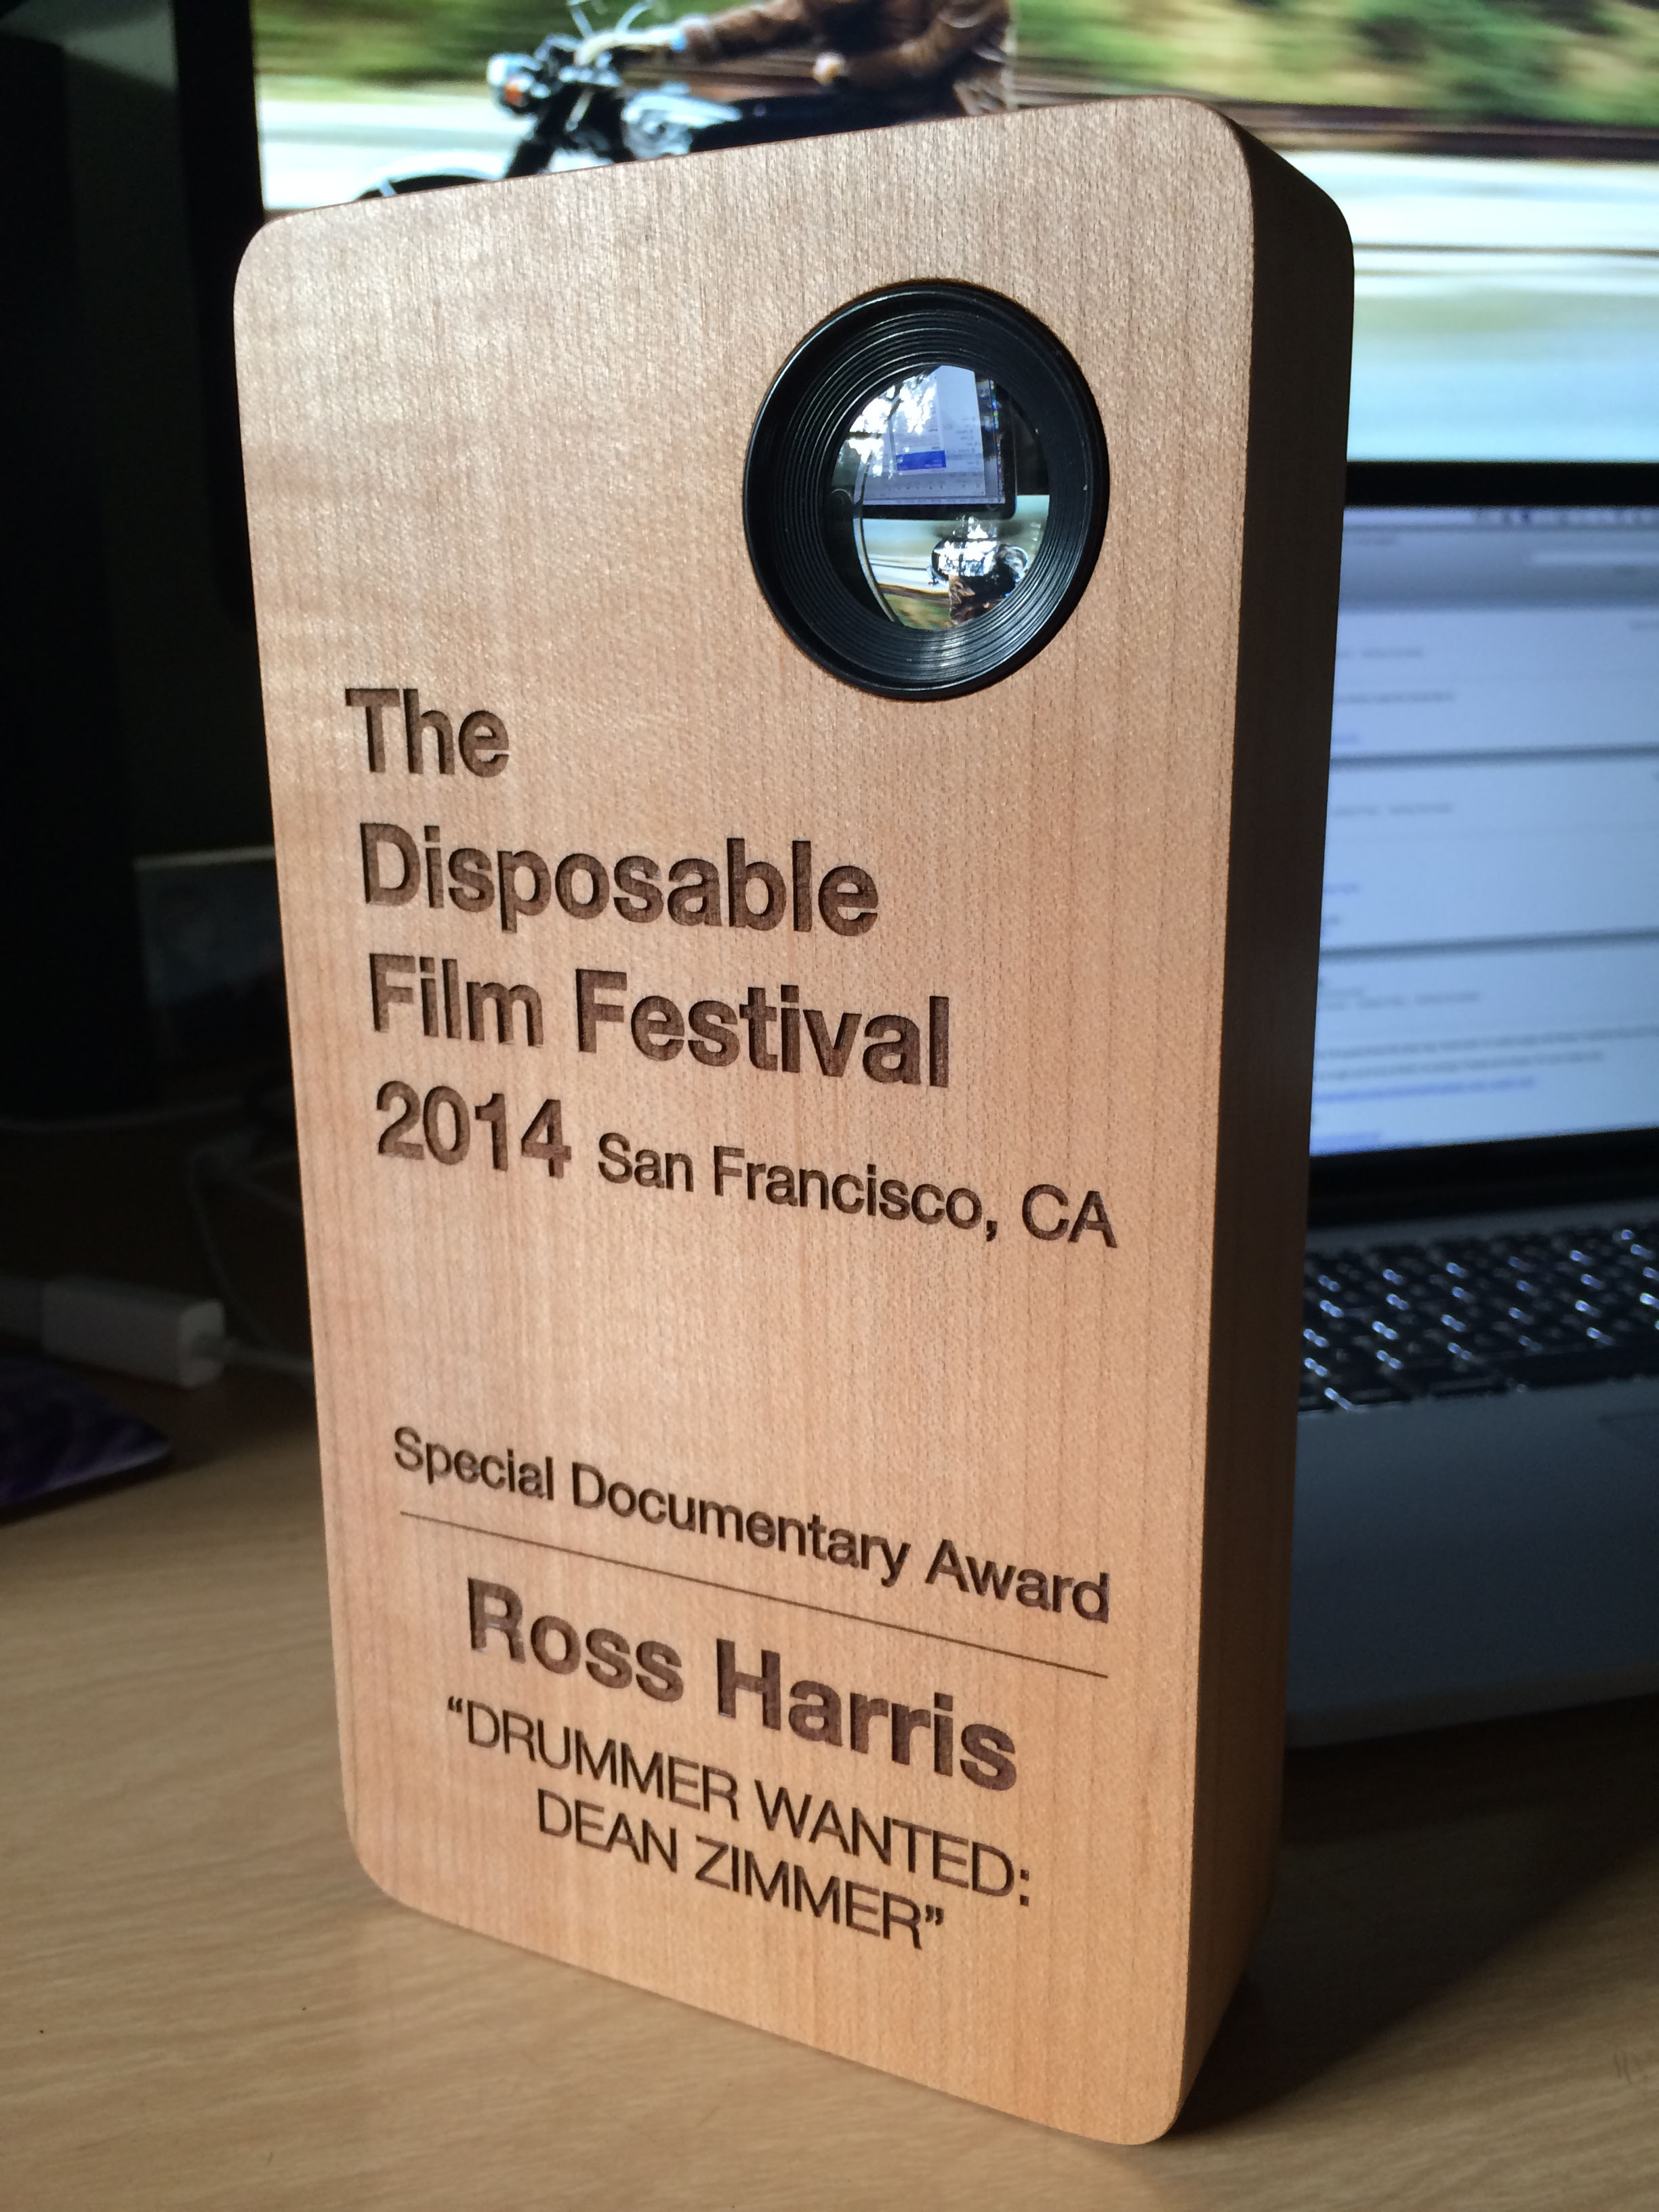 The
Disposable
Film Festival
2014 San Francisco, CA
Special Documentary Award
Ross Harris
“DRUMMER WANTED:
DEAN ZIMMER”